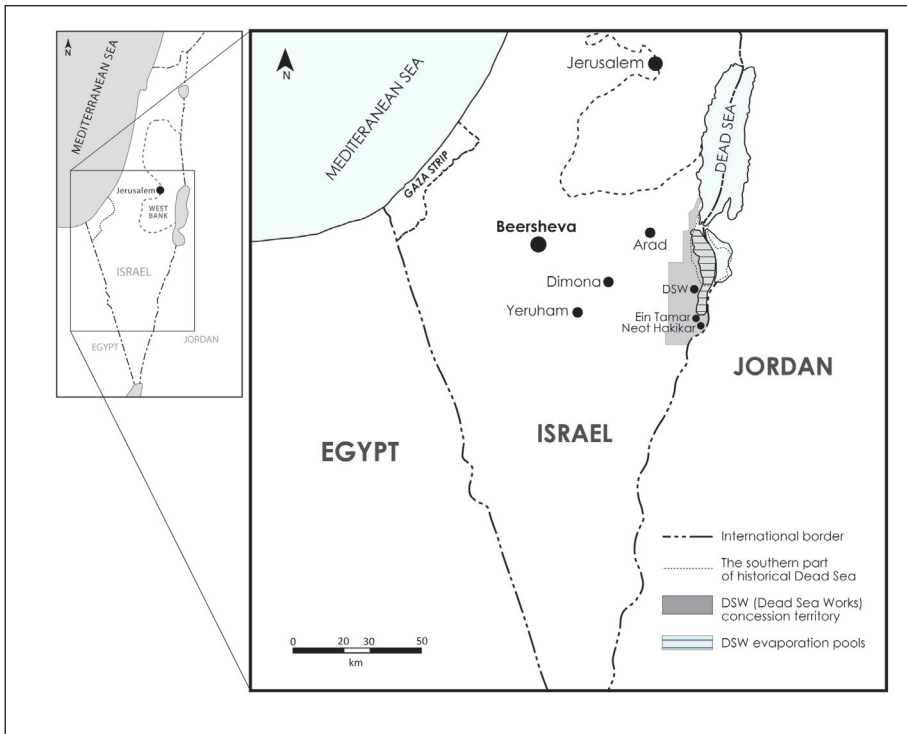 N
MEDITERRANEAN SEA
Jerusalem
WEST
BANK
ISRAEL
EGYPT
JORDAN
N
MEDITERANEAN SEA
Jerusalem
DEAD SEA
GAZA STRIP
Beersheva
Arad
Dimona
DSW
Yeruham
Ein Tamar
Neot Hakikar
JORDAN
EGYPT
ISRAEL
International border
The southern part
of historical Dead Sea
DSW (Dead Sea Works)
concession territory
DSW evaporation pools
0 20 30 50
km